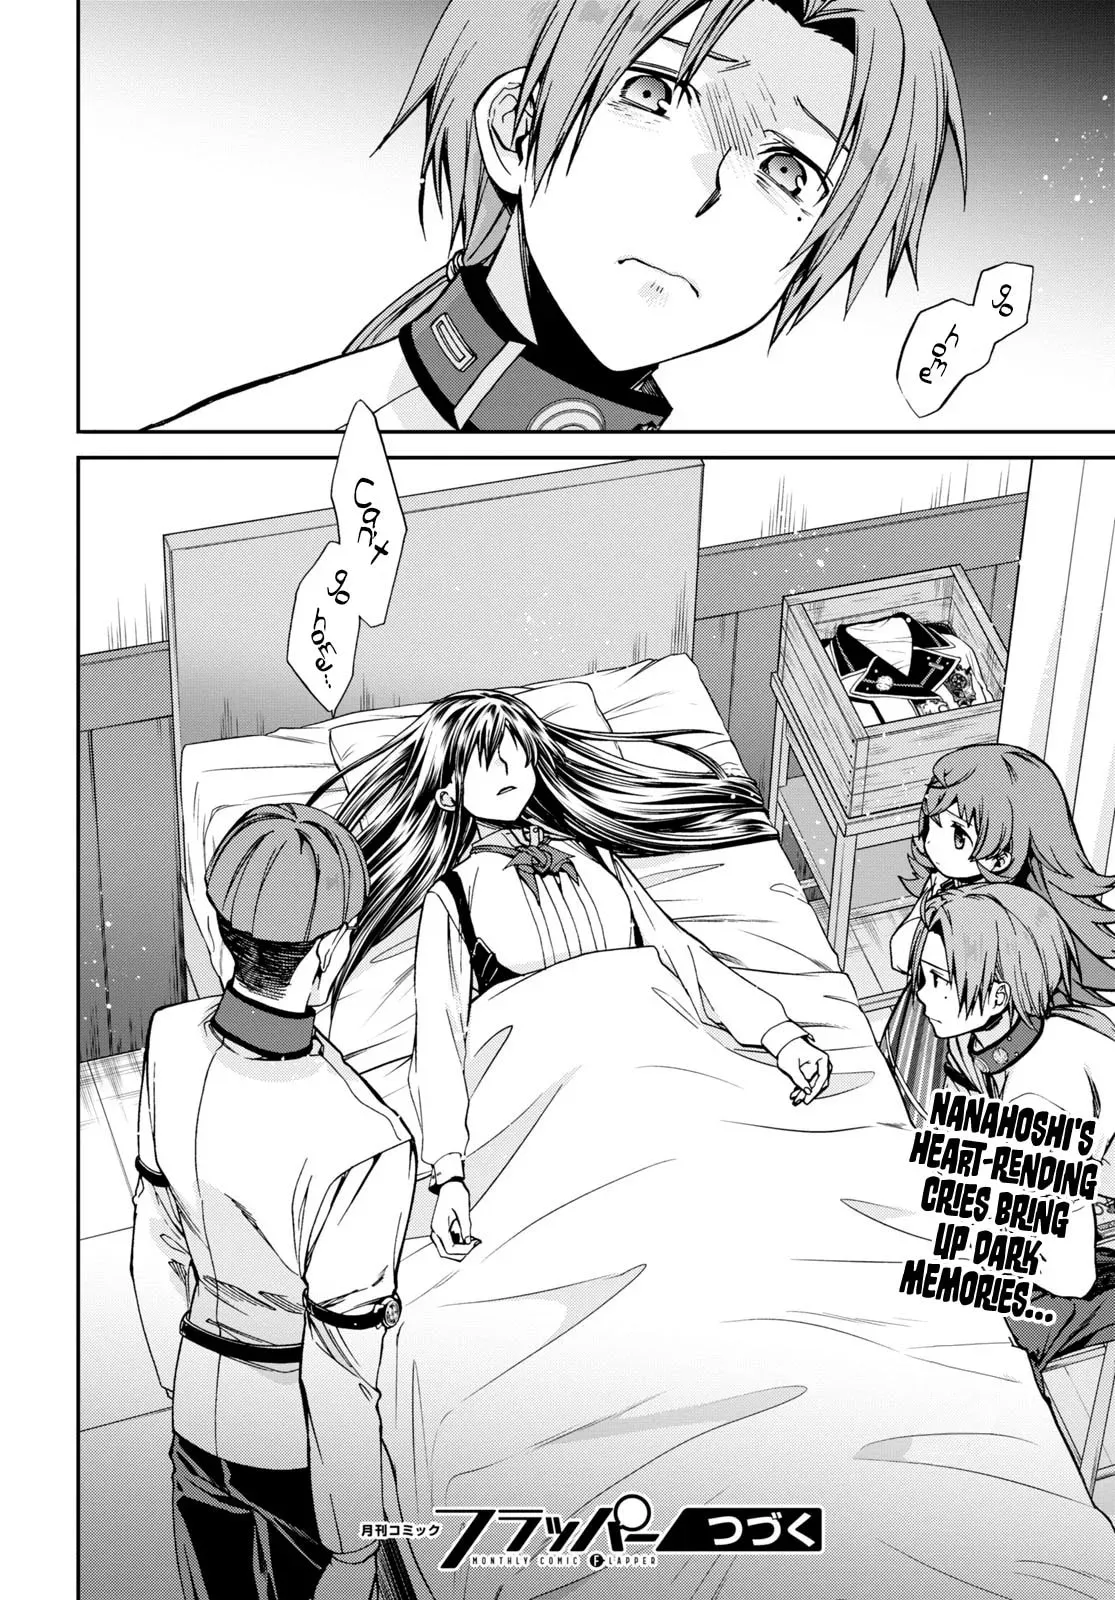 go
home
Can't
go
home...
NANAHOSHI'S
HEART-RENDING
CRIES BRING
UP DARK
MEMORIES...
月刊コミック
フラッパー
つづく
MONTHLY COMIC FLAPPER